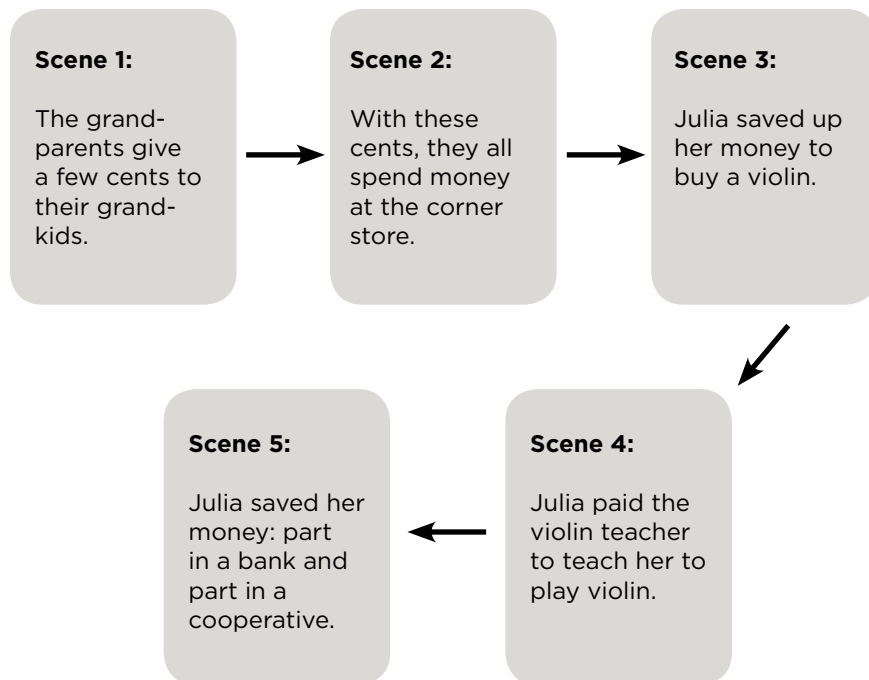 Scene 1:
The grand-
parents give
a few cents to
their grand-
kids.
Scene 2:
With these
cents, they all
spend money
at the corner
store.
Scene 3:
Julia saved up
her money to
buy a violin.
Scene 4:
Julia paid the
violin teacher
to teach her to
play violin.
Scene 5:
Julia saved her
money: part
in a bank and
part in a
cooperative.